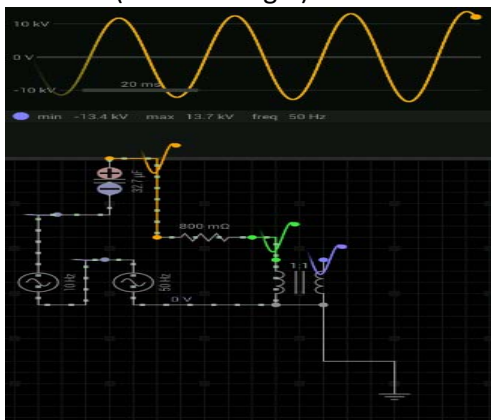 10 kV
0 V
-10 kV
20 ms
min -13.4 kV max 13.7 kV freq 50 Hz
32.7 µF
800 mΩ
1:1
10 Hz
50 Hz
0 V